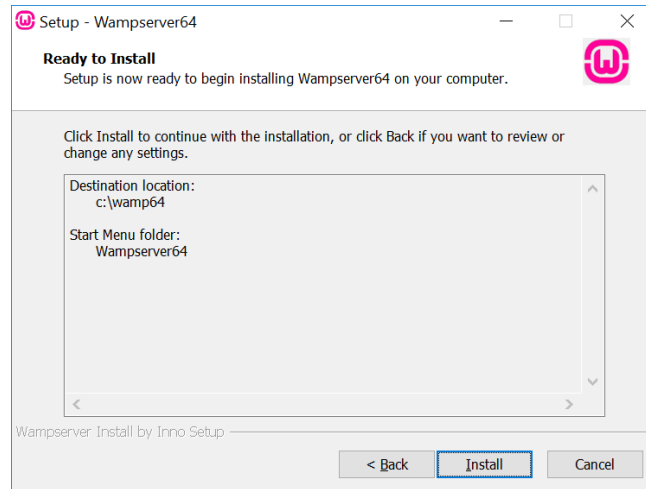 Setup - Wampserver64
Ready to Install
Setup is now ready to begin installing Wampserver64 on your computer.
Click Install to continue with the installation, or click Back if you want to review or
change any settings.
Destination location:
c:\wamp64
Start Menu folder:
Wampserver64
Wampserver Install by Inno Setup
< Back
Install
Cancel